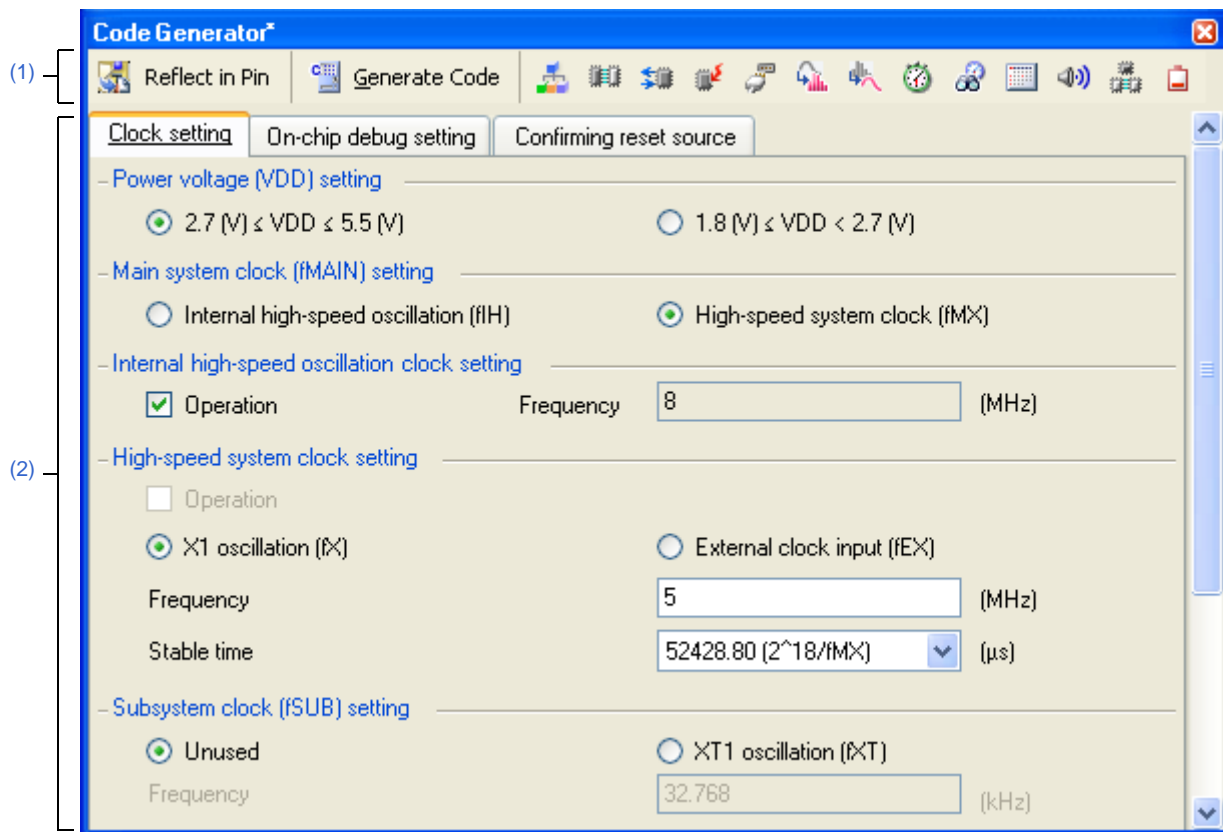 Code Generator*
(1)
Reflect in Pin Generate Code
Clock setting On-chip debug setting Confirming reset source
Power voltage (VDD) setting
2.7 (V) ≤ VDD ≤ 5.5 (V) 1.8 (V) ≤ VDD < 2.7 (V)
Main system clock (fMAIN) setting
Internal high-speed oscillation (fIH) High-speed system clock (fMX)
Internal high-speed oscillation clock setting
Operation Frequency 8 (MHz)
(2)
High-speed system clock setting
Operation
X1 oscillation (fX) External clock input (fEX)
Frequency 5 (MHz)
Stable time 52428.80 (2^18/fMX) (µs)
Subsystem clock (fSUB) setting
Unused XT1 oscillation (fXT)
Frequency 32.768 (kHz)